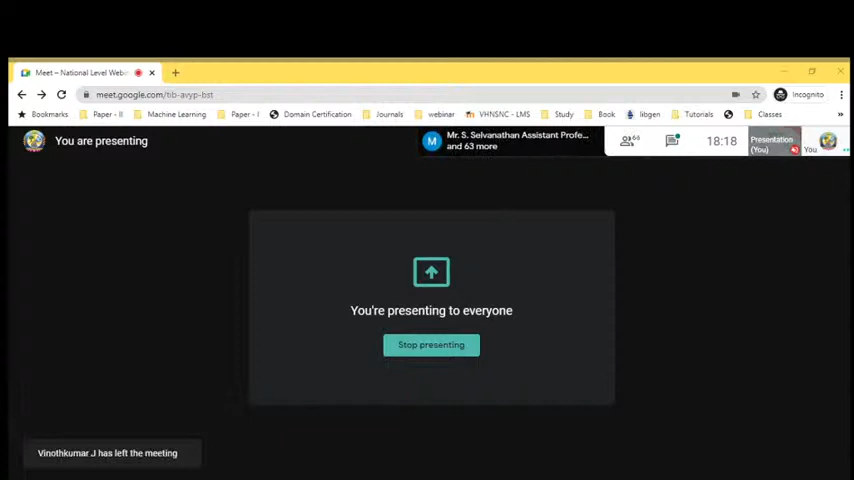 Meet – National Level Web
meet.google.com/tib-avyp-bst
Incognito
Bookmarks Paper - II Machine Learning Paper - I Domain Certification Journals webinar VHNSNC - LMS Study Book libgen Tutorials Classes »
You are presenting
M
Mr. S. Selvanathan Assistant Profe...
and 63 more
66
18:18
Presentation
(You)
You
You're presenting to everyone
Stop presenting
Vinothkumar J has left the meeting